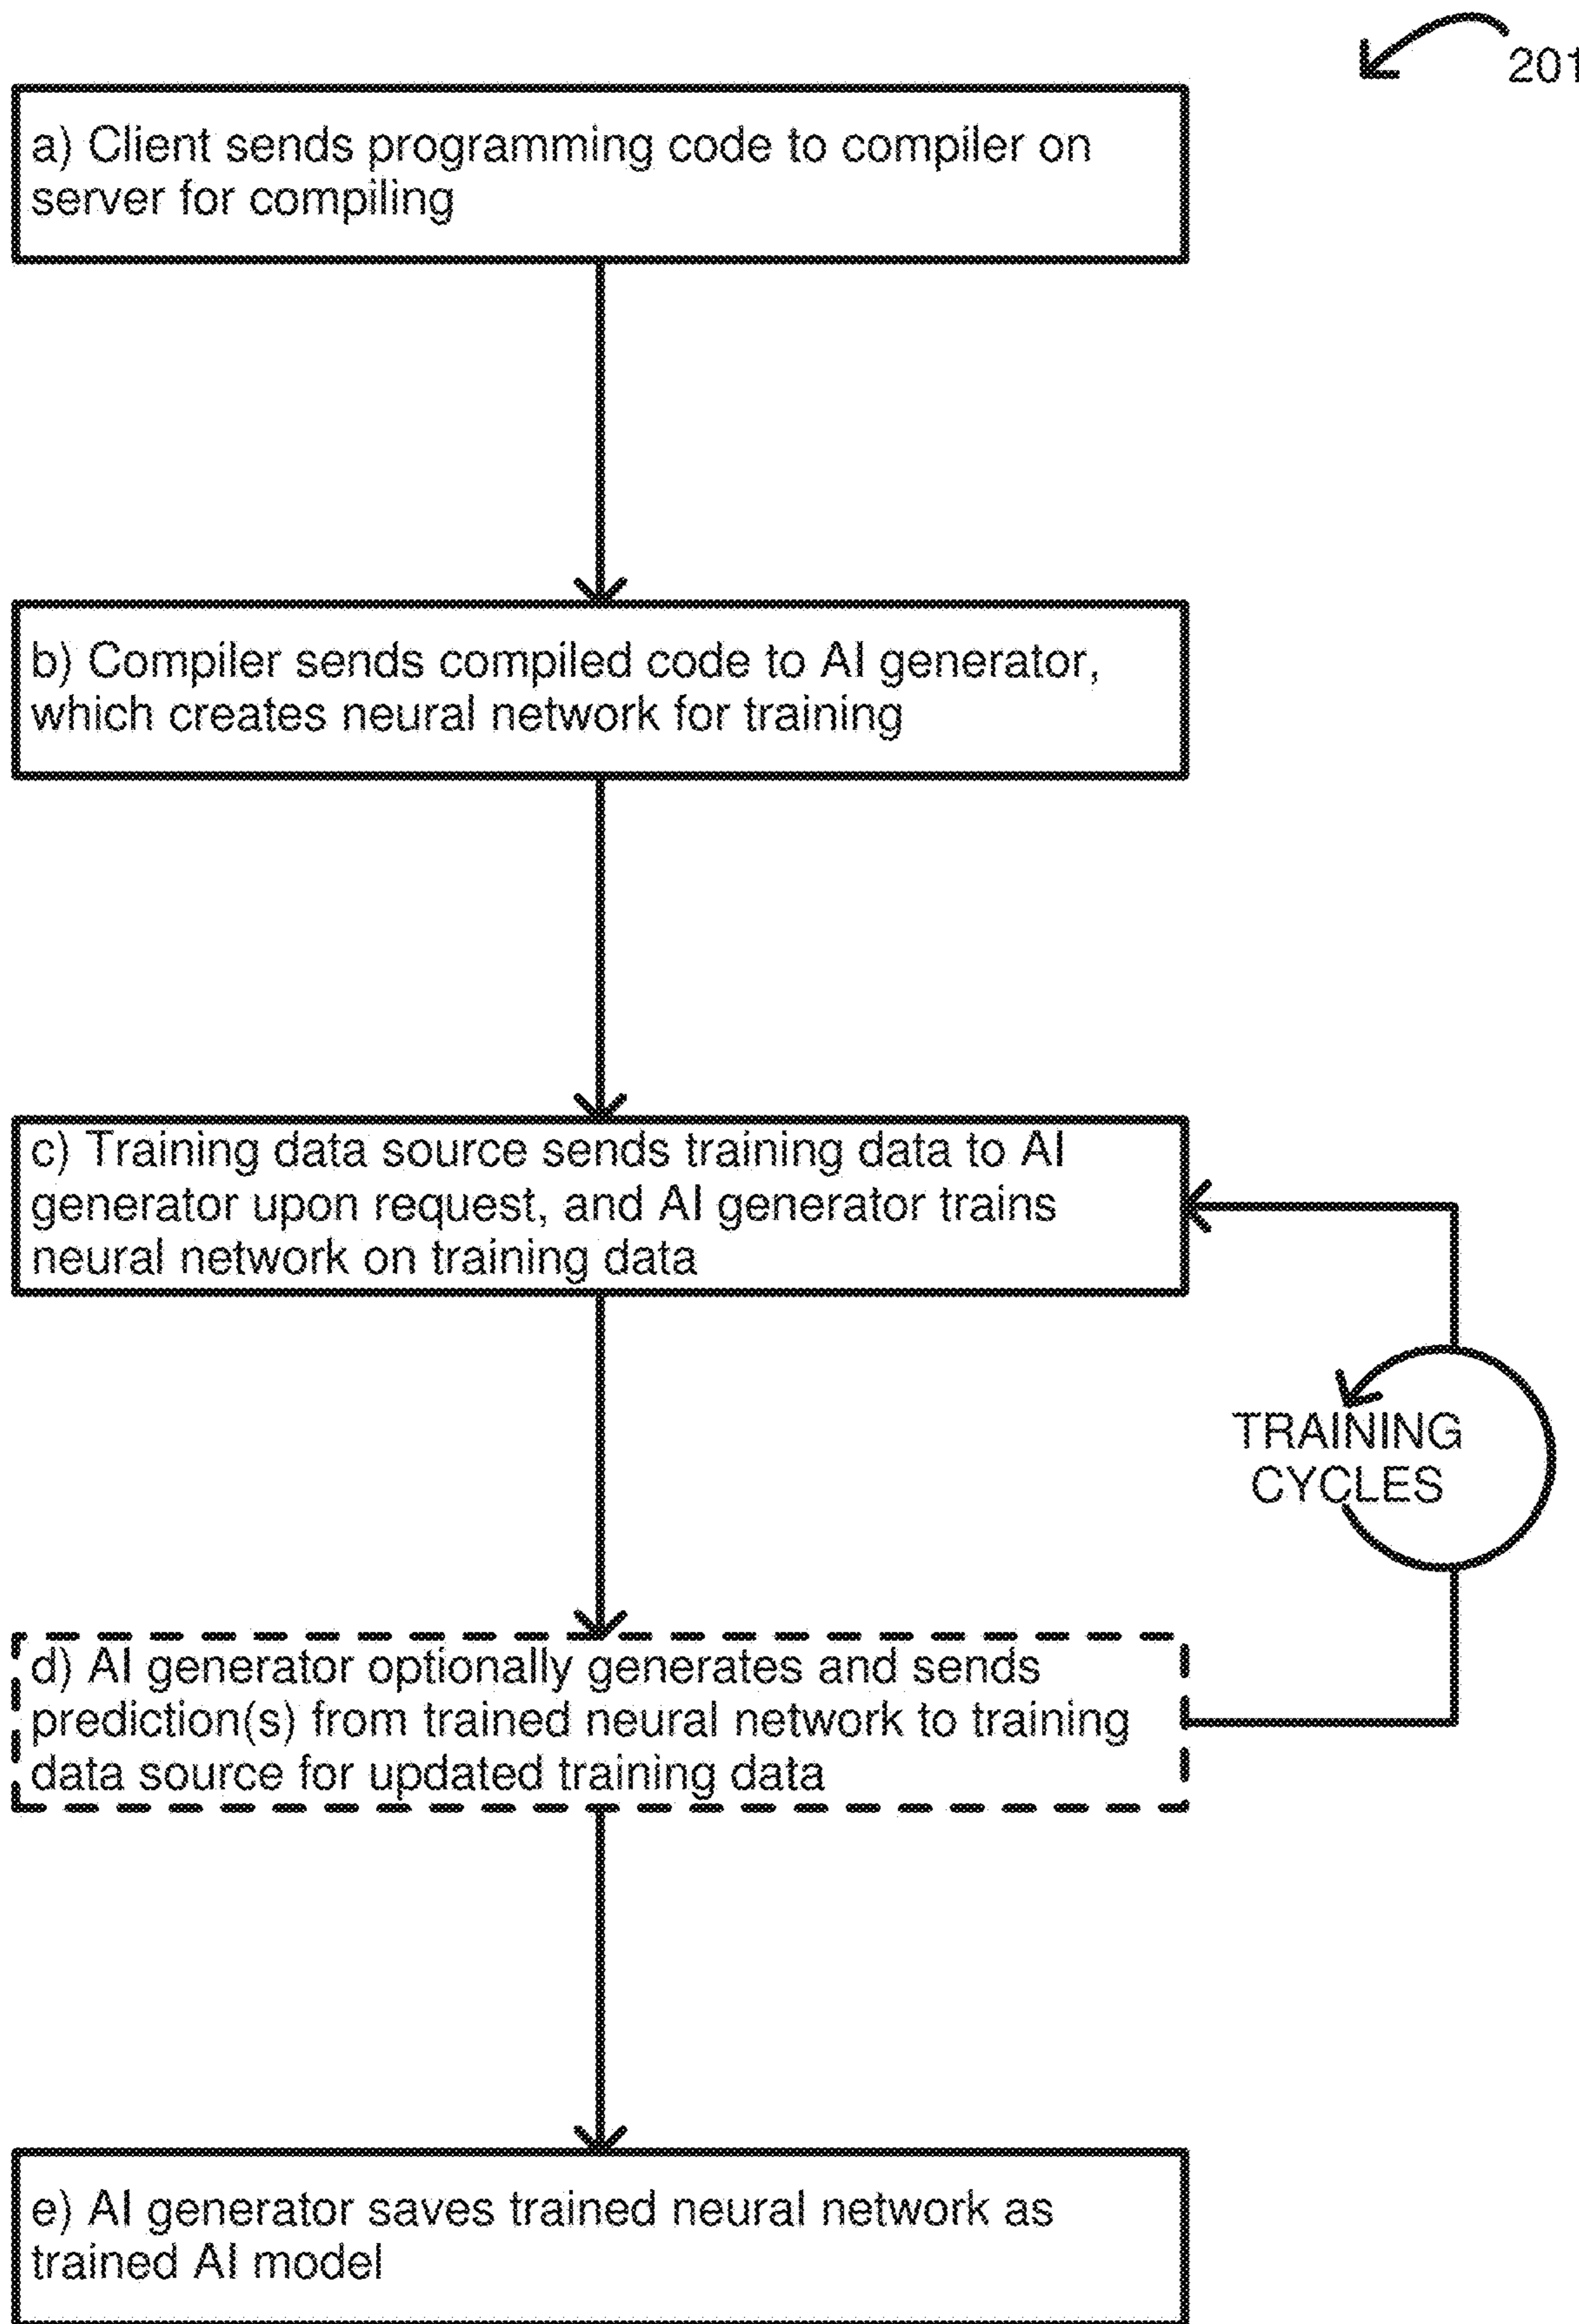 201
a) Client sends programming code to compiler on
server for compiling
b) Compiler sends compiled code to AI generator,
which creates neural network for training
c) Training data source sends training data to AI
generator upon request, and AI generator trains
neural network on training data
TRAINING
CYCLES
d) AI generator optionally generates and sends
prediction(s) from trained neural network to training
data source for updated training data
e) AI generator saves trained neural network as
trained AI model